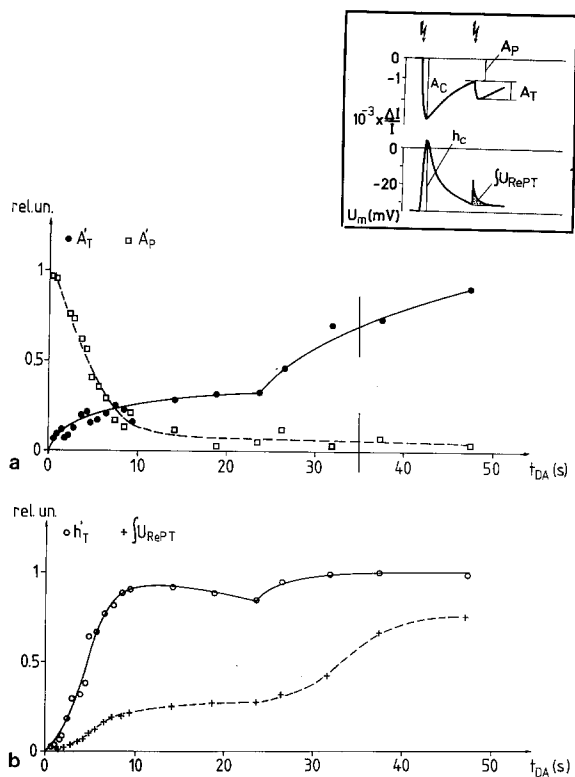 0
-1
10⁻³ × ΔI/I
A_C
A_P
A_T
0
-30
U_m(mV)
h_c
∫U_RePT
rel.un.
● A'_T □ A'_P
1
0.5
0
0 10 20 30 40 50 t_DA(s)
a
rel.un.
○ h'_T + ∫U_RePT
1
0.5
0
0 10 20 30 40 50 t_DA(s)
b